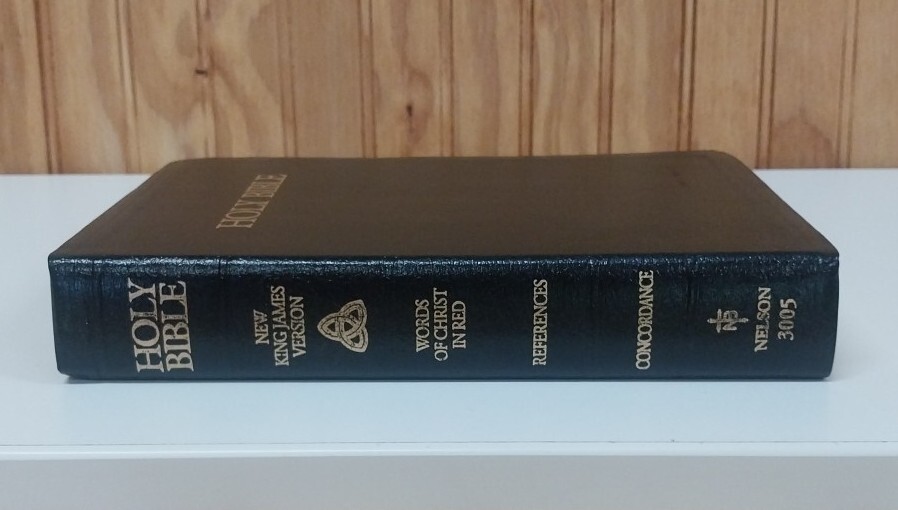 HOLY BIBLE
HOLY
BIBLE
NEW
KING JAMES
VERSION
WORDS
OF CHRIST
IN RED
REFERENCES
CONCORDANCE
NELSON
3005